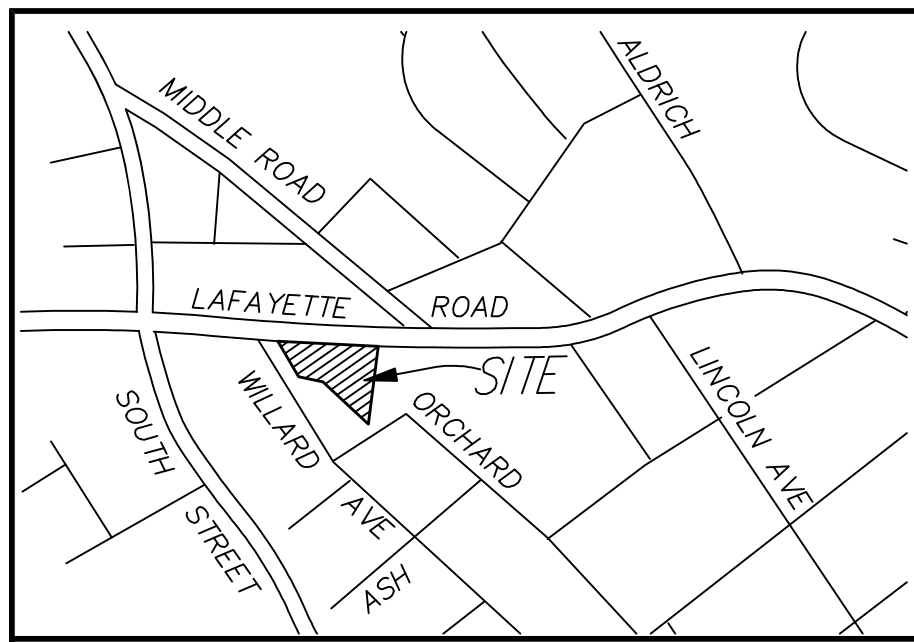 ALDRICH
MIDDLE ROAD
LAFAYETTE ROAD
SITE
WILLARD AVE
ORCHARD
LINCOLN AVE
SOUTH STREET
ASH